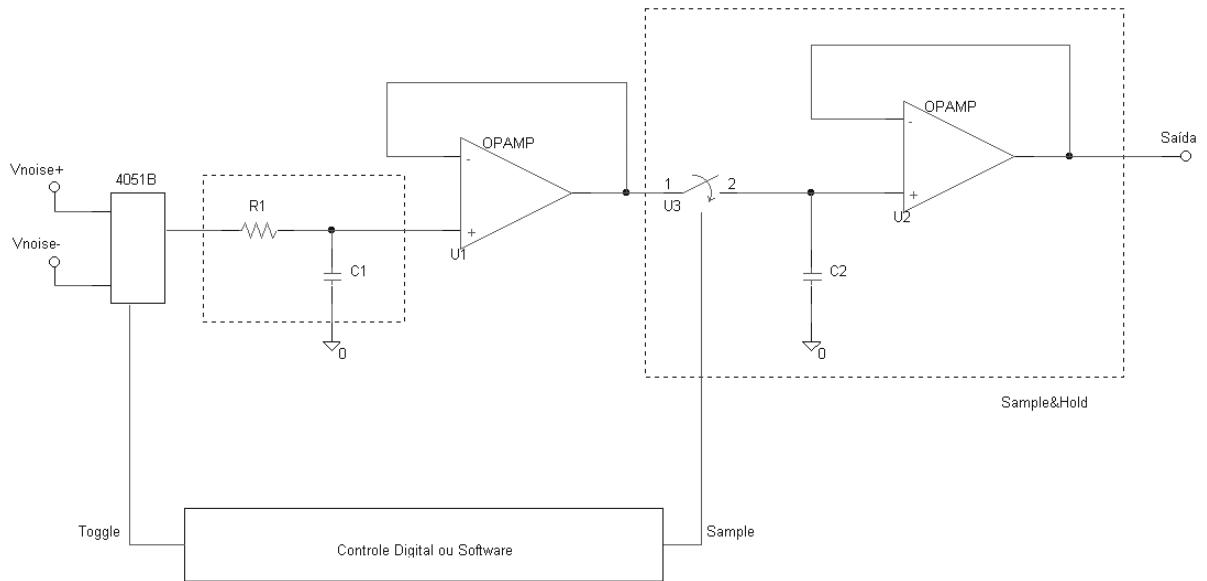 OPAMP
Saída
OPAMP
-
+
U2
Vnoise+
4051B
-
+
U1
1
2
U3
R1
Vnoise-
C1
C2
0
0
Sample&Hold
Toggle
Controle Digital ou Software
Sample